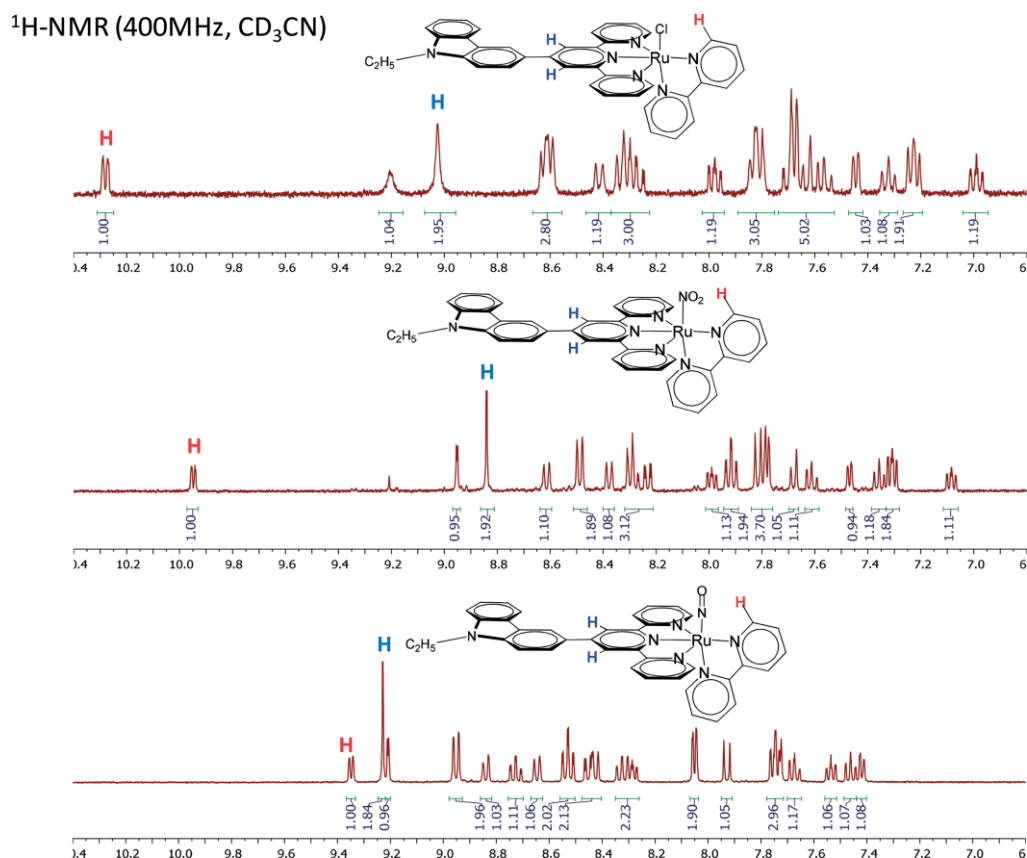 ¹H-NMR (400MHz, CD₃CN)
H
Cl
H
C₂H₅
N
H
N
N
N
Ru
N
N
H
H
1.00
1.04
1.95
2.80
1.19
3.00
1.19
3.05
5.02
1.03
1.08
1.91
1.19
0.4 10.2 10.0 9.8 9.6 9.4 9.2 9.0 8.8 8.6 8.4 8.2 8.0 7.8 7.6 7.4 7.2 7.0 6
NO₂
H
H
C₂H₅
N
H
N
N
N
Ru
N
N
H
H
1.00
0.95
1.92
1.10
1.89
1.08
3.12
1.13
1.94
3.70
1.05
1.11
0.94
1.18
1.84
1.11
0.4 10.2 10.0 9.8 9.6 9.4 9.2 9.0 8.8 8.6 8.4 8.2 8.0 7.8 7.6 7.4 7.2 7.0 6
O
N
H
H
C₂H₅
N
H
N
N
N
Ru
N
N
H
H
1.00
1.84
0.96
1.96
1.03
1.11
1.06
2.02
2.13
2.23
1.90
1.05
2.96
1.17
1.06
1.07
1.08
0.4 10.2 10.0 9.8 9.6 9.4 9.2 9.0 8.8 8.6 8.4 8.2 8.0 7.8 7.6 7.4 7.2 7.0 6